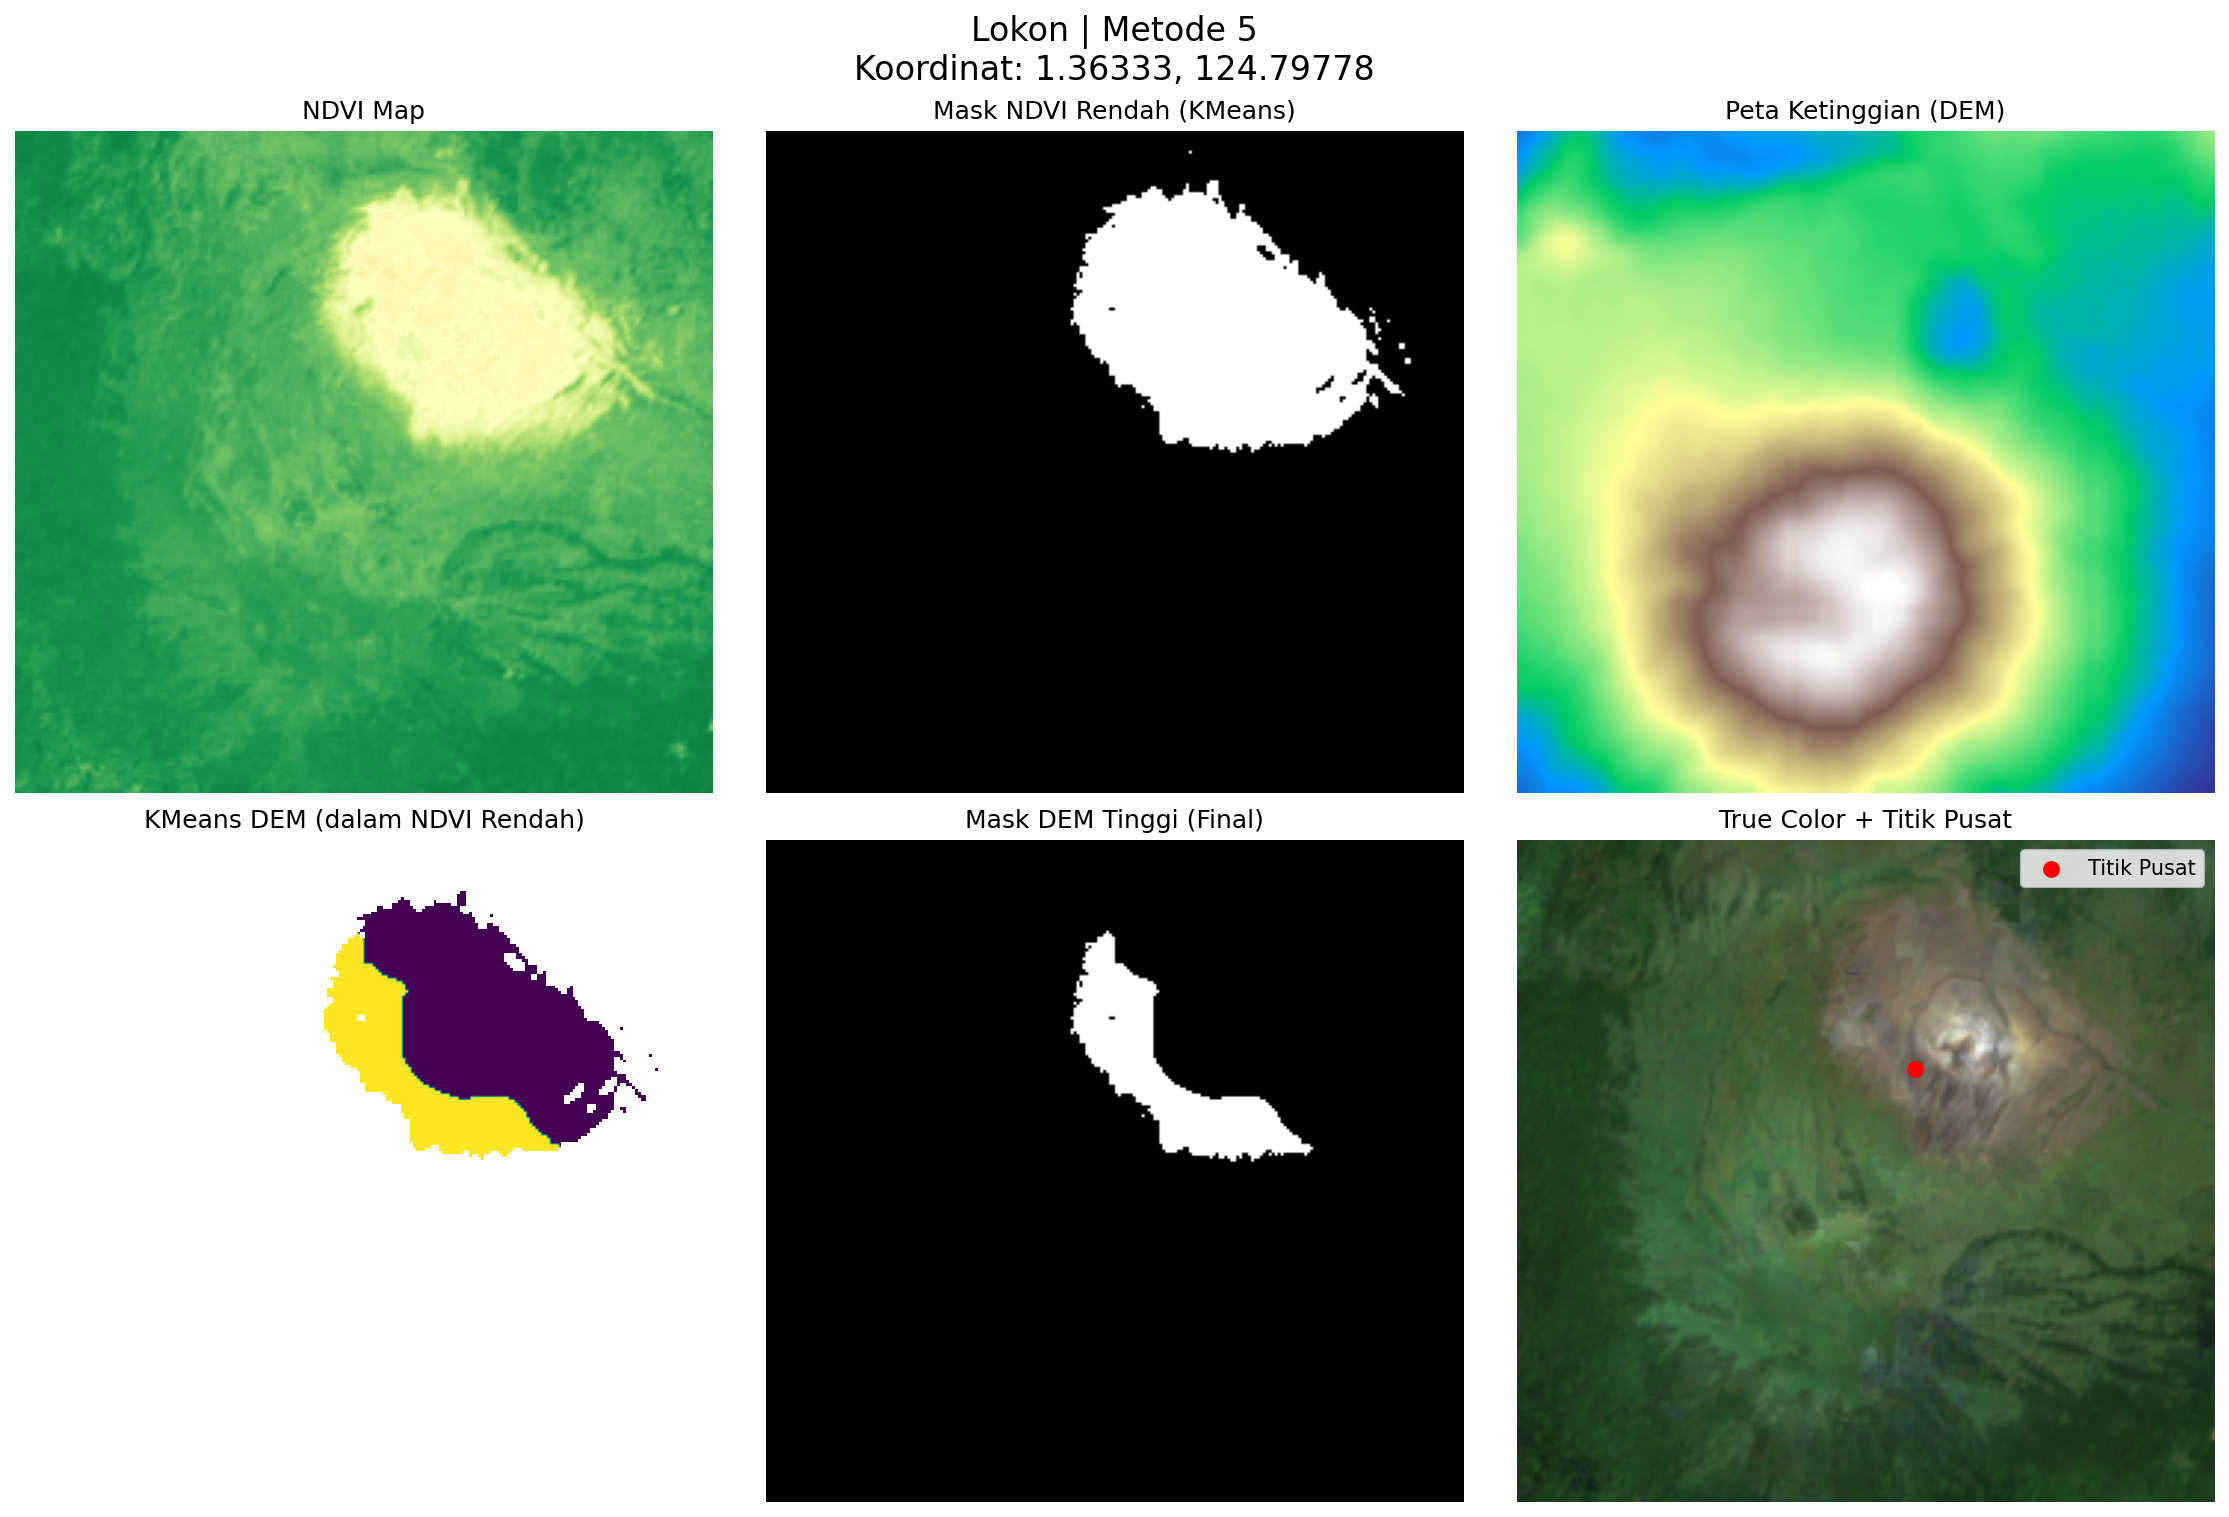 Lokon | Metode 5
Koordinat: 1.36333, 124.79778
NDVI Map
Mask NDVI Rendah (KMeans)
Peta Ketinggian (DEM)
KMeans DEM (dalam NDVI Rendah)
Mask DEM Tinggi (Final)
True Color + Titik Pusat
Titik Pusat